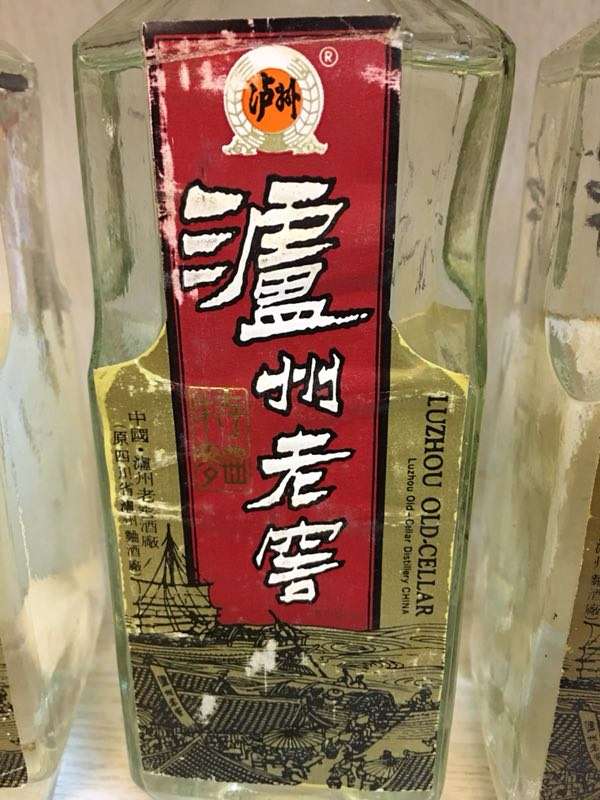 泸州
®
瀘州老窖
中國·瀘州老窖酒廠/
(原四川省瀘州麯酒廠)
LUZHOU OLD-CELLAR
Luzhou Old-Cellar Distillery CHINA